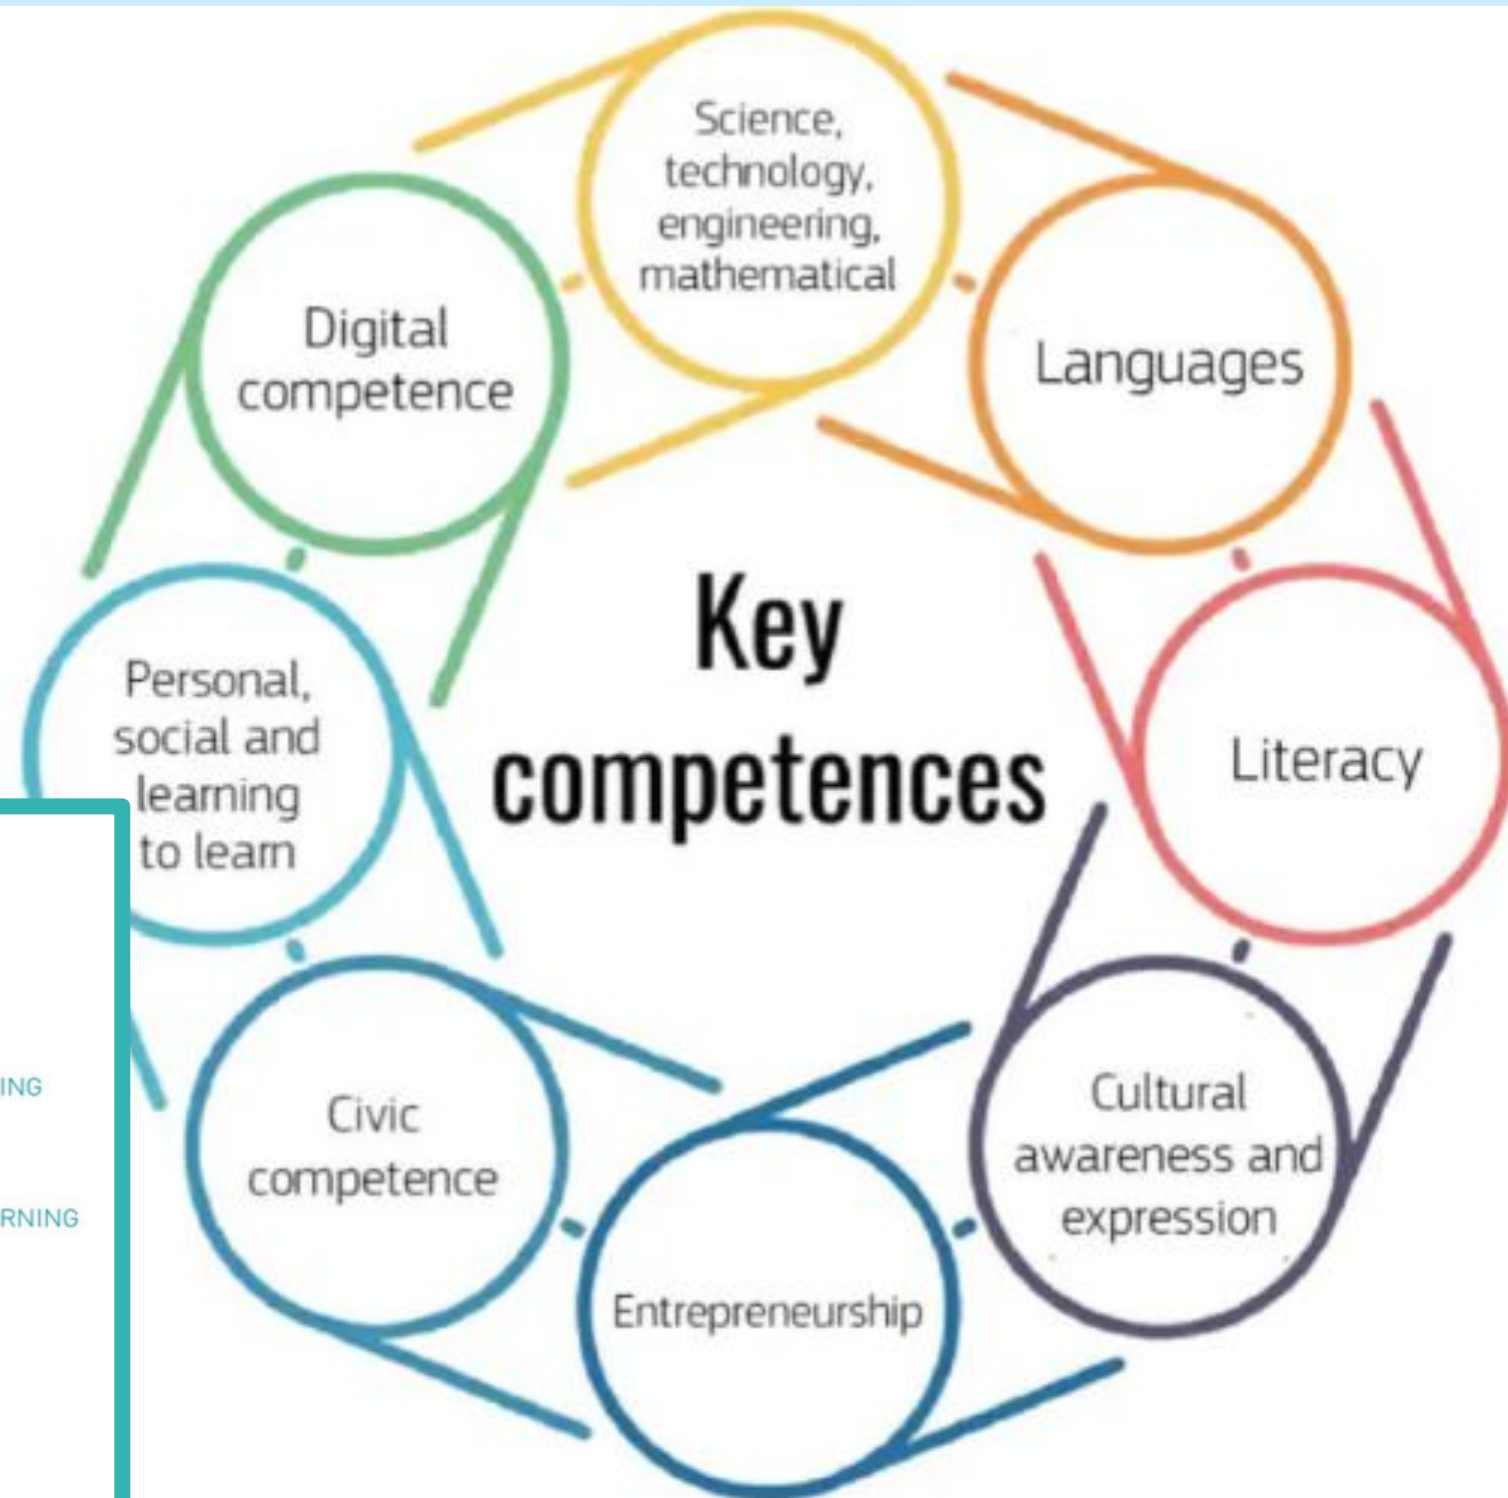 Science,
technology,
engineering,
mathematical
Languages
Literacy
Cultural
awareness and
expression
Entrepreneurship
Civic
competence
Personal,
social and
learning
to learn
Digital
competence
Key
competences
ING
RNING